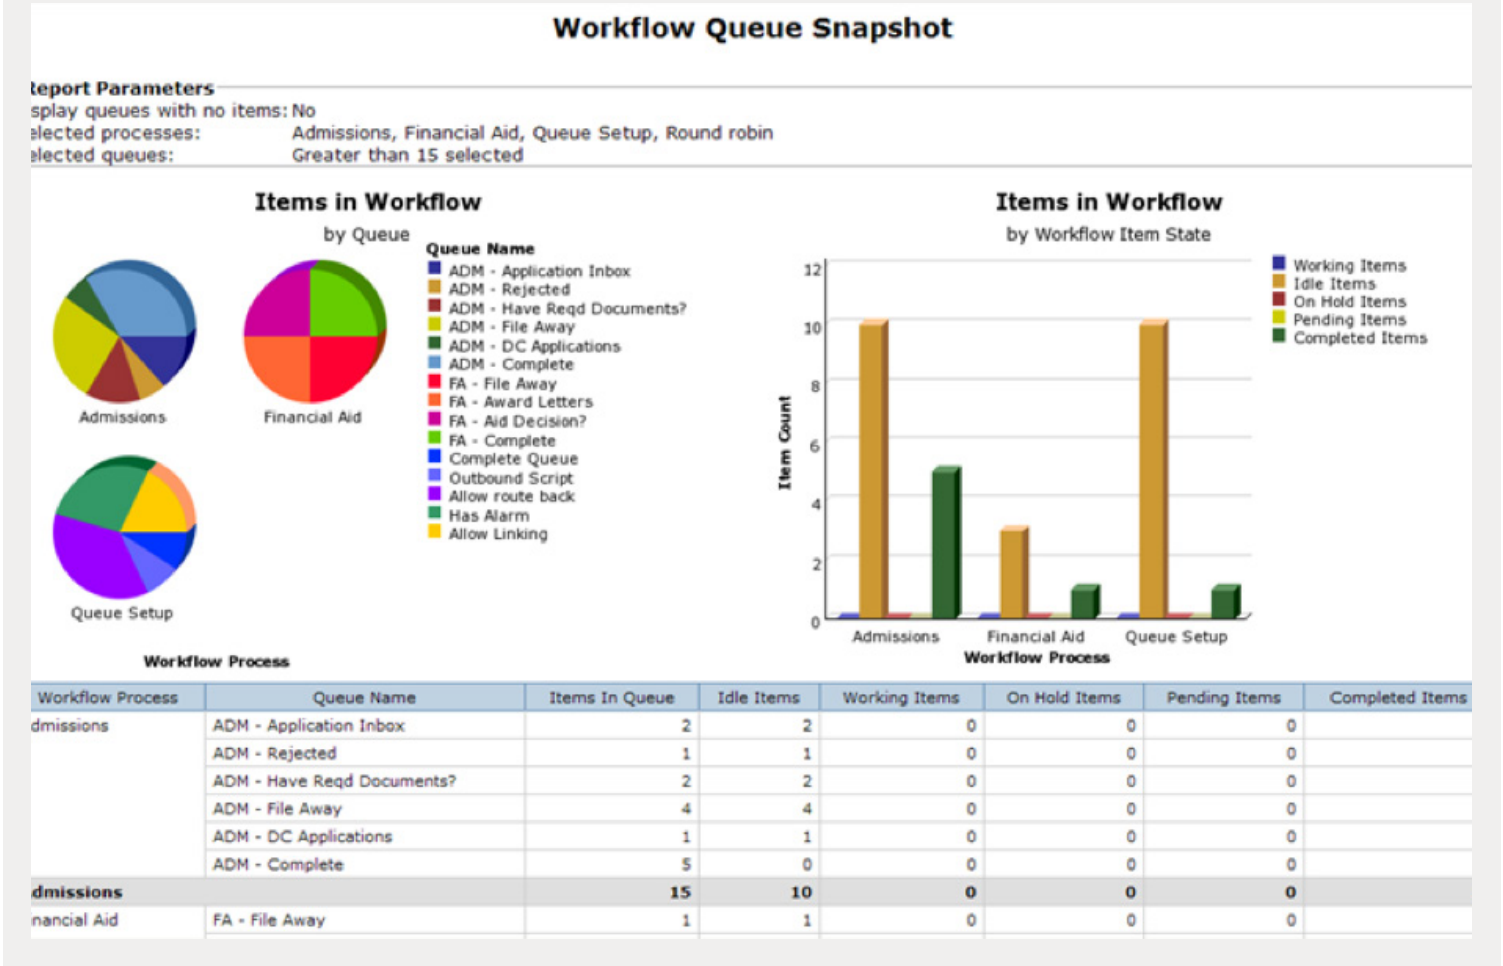 Workflow Queue Snapshot
Report Parameters
splay queues with no items: No
elected processes: Admissions, Financial Aid, Queue Setup, Round robin
elected queues: Greater than 15 selected
Items in Workflow
by Queue
Queue Name
ADM - Application Inbox
ADM - Rejected
ADM - Have Reqd Documents?
ADM - File Away
ADM - DC Applications
ADM - Complete
FA - File Away
FA - Award Letters
FA - Aid Decision?
FA - Complete
Complete Queue
Outbound Script
Allow route back
Has Alarm
Allow Linking
Admissions
Financial Aid
Queue Setup
Workflow Process
Items in Workflow
by Workflow Item State
Working Items
Idle Items
On Hold Items
Pending Items
Completed Items
Item Count
12
10
8
6
4
2
0
Admissions Financial Aid Queue Setup
Workflow Process
Workflow Process Queue Name Items In Queue Idle Items Working Items On Hold Items Pending Items Completed Items
dmissions ADM - Application Inbox 2 2 0 0 0
ADM - Rejected 1 1 0 0 0
ADM - Have Reqd Documents? 2 2 0 0 0
ADM - File Away 4 4 0 0 0
ADM - DC Applications 1 1 0 0 0
ADM - Complete 5 0 0 0 0
dmissions 15 10 0 0 0
nancial Aid FA - File Away 1 1 0 0 0